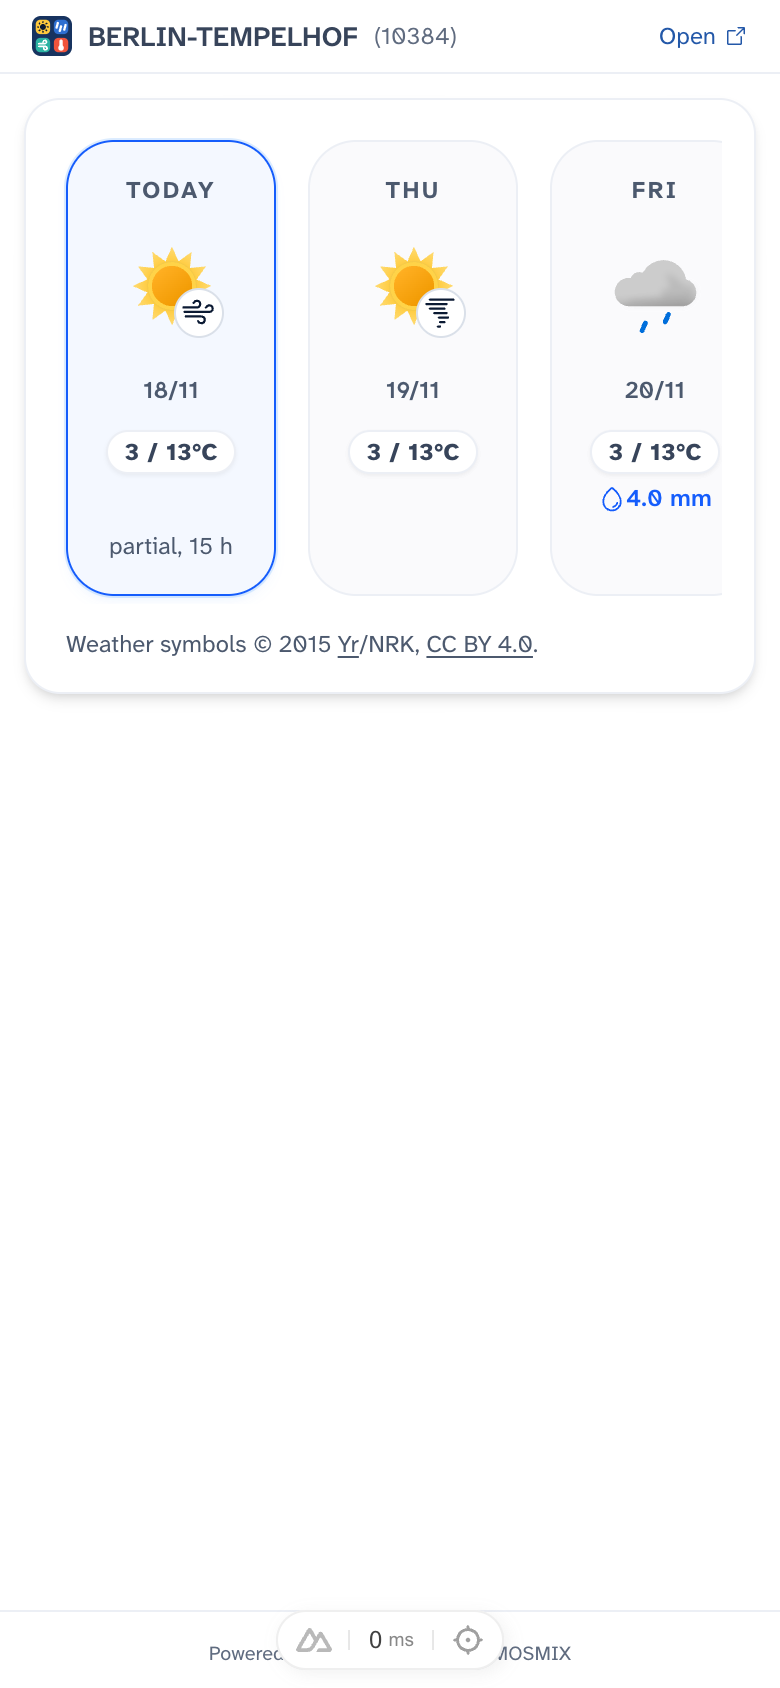 BERLIN-TEMPELHOF (10384) Open
TODAY
18/11
3 / 13°C
partial, 15 h
THU
19/11
3 / 13°C
FRI
20/11
3 / 13°C
4.0 mm
Weather symbols © 2015 Yr/NRK, CC BY 4.0.
0 ms
MOSMIX